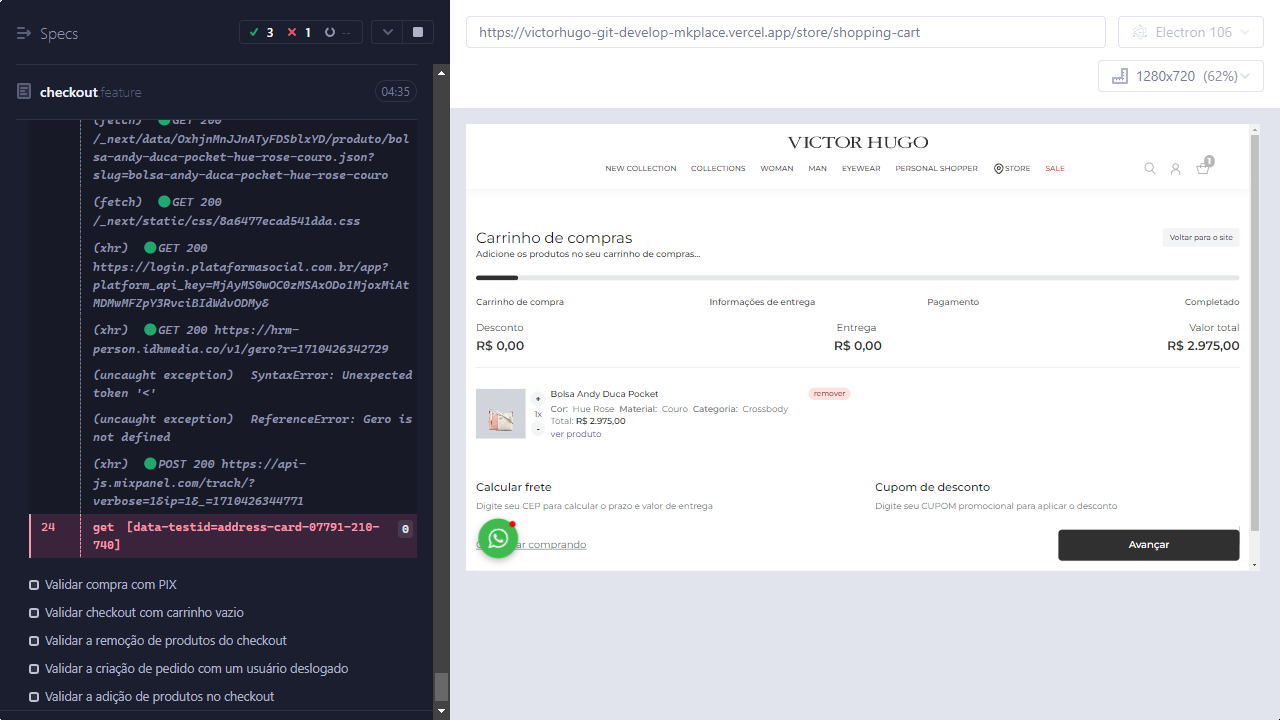 Specs
3
1
--
checkout.feature
04:35
(fetch) GET 200
/_next/data/OxhjnMnJJnATyFDSblxYD/produto/bol
sa-andy-duca-pocket-hue-rose-couro.json?
slug=bolsa-andy-duca-pocket-hue-rose-couro
(fetch) GET 200
/_next/static/css/8a6477ecad541dda.css
(xhr) GET 200
https://login.plataformasocial.com.br/app?
platform_api_key=MjAyMS0wOC0zMSAxODo1MjoxMiAt
MDMwMFZpY3RvciBIdWdvODMy&
(xhr) GET 200 https://hrm-
person.idkmedia.co/v1/gero?r=1710426342729
(uncaught exception) SyntaxError: Unexpected
token '<'
(uncaught exception) ReferenceError: Gero is
not defined
(xhr) POST 200 https://api-
js.mixpanel.com/track/?
verbose=1&ip=1&_=1710426344771
24 get [data-testid=address-card-07791-210-
740]
0
Validar compra com PIX
Validar checkout com carrinho vazio
Validar a remoção de produtos do checkout
Validar a criação de pedido com um usuário deslogado
Validar a adição de produtos no checkout
https://victorhugo-git-develop-mkplace.vercel.app/store/shopping-cart
Electron 106
1280x720 (62%)
VICTOR HUGO
NEW COLLECTION COLLECTIONS WOMAN MAN EYEWEAR PERSONAL SHOPPER STORE SALE
1
Carrinho de compras
Voltar para o site
Adicione os produtos no seu carrinho de compras...
Carrinho de compra Informações de entrega Pagamento Completado
Desconto Entrega Valor total
R$ 0,00 R$ 0,00 R$ 2.975,00
Bolsa Andy Duca Pocket
remover
+
1x
-
Cor: Hue Rose Material: Couro Categoria: Crossbody
Total: R$ 2.975,00
ver produto
Calcular frete Cupom de desconto
Digite seu CEP para calcular o prazo e valor de entrega Digite seu CUPOM promocional para aplicar o desconto
ar comprando
Avançar